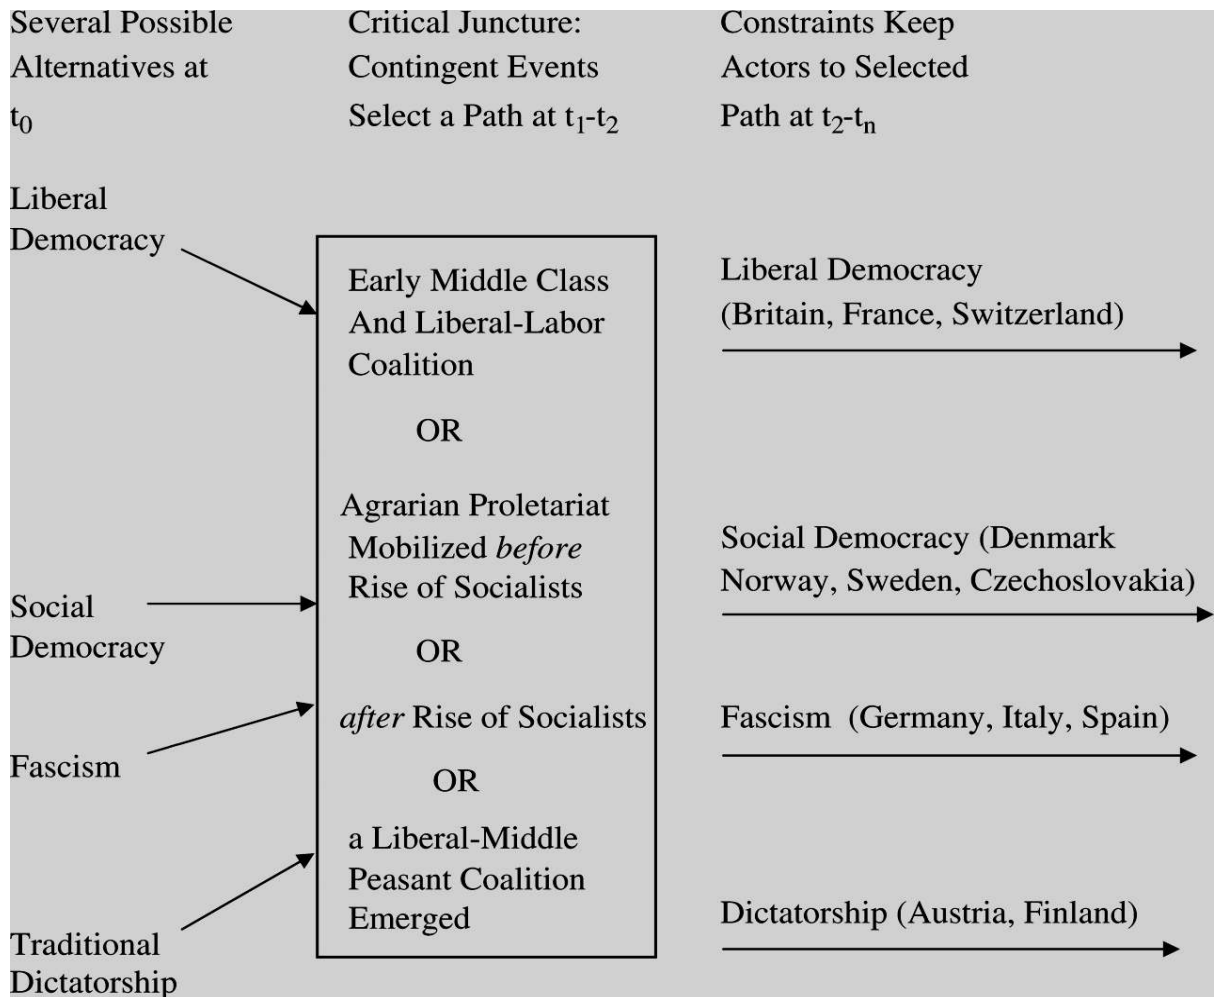 Several Possible
Alternatives at
t₀
Critical Juncture:
Contingent Events
Select a Path at t₁-t₂
Constraints Keep
Actors to Selected
Path at t₂-tₙ
Liberal
Democracy
Social
Democracy
Fascism
Traditional
Dictatorship
Early Middle Class
And Liberal-Labor
Coalition
OR
Agrarian Proletariat
Mobilized before
Rise of Socialists
OR
after Rise of Socialists
OR
a Liberal-Middle
Peasant Coalition
Emerged
Liberal Democracy
(Britain, France, Switzerland)
Social Democracy (Denmark
Norway, Sweden, Czechoslovakia)
Fascism (Germany, Italy, Spain)
Dictatorship (Austria, Finland)